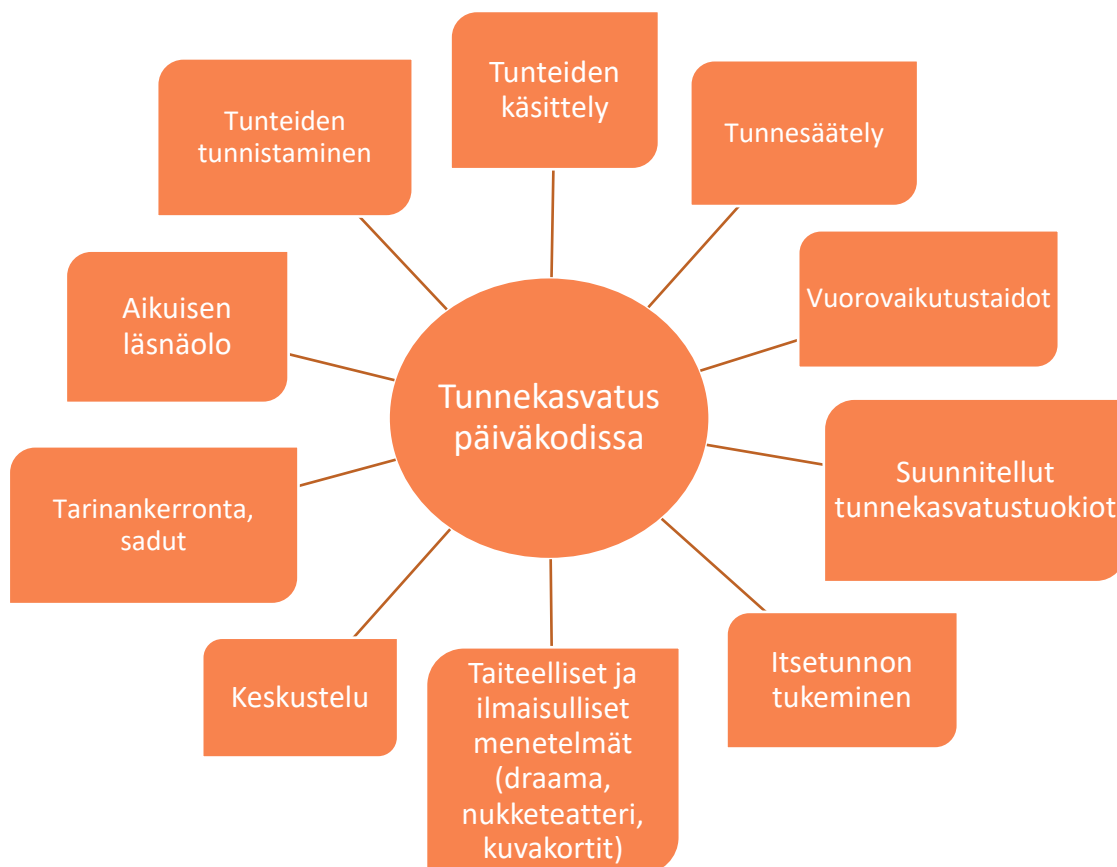 Tunteiden
käsittely
Tunteiden
tunnistaminen
Tunnesäätely
Aikuisen
läsnäolo
Vuorovaikutustaidot
Tunnekasvatus
päiväkodissa
Tarinankerronta,
sadut
Suunnitellut
tunnekasvatustuokiot
Keskustelu
Taiteelliset ja
ilmaisulliset
menetelmät
(draama,
nukketeatteri,
kuvakortit)
Itsetunnon
tukeminen